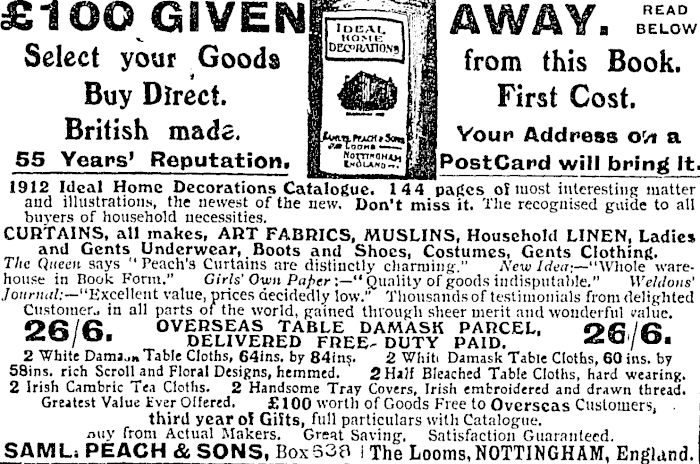 £100 GIVEN AWAY. READ BELOW
Select your Goods
Buy Direct.
British made.
55 Years' Reputation.
IDEAL
HOME
DECORATIONS
SAMUEL PEACH & SONS
THE LOOMS
NOTTINGHAM
ENGLAND
from this Book.
First Cost.
Your Address on a
PostCard will bring It.
1912 Ideal Home Decorations Catalogue. 144 pages of most interesting matter
and illustrations, the newest of the new. Don't miss it. The recognised guide to all
buyers of household necessities.
CURTAINS, all makes, ART FABRICS, MUSLINS, Household LINEN, Ladies
and Gents Underwear, Boots and Shoes, Costumes, Gents Clothing.
The Queen says "Peach's Curtains are distinctly charming." New Idea:—"Whole ware-
house in Book Form." Girls' Own Paper:—"Quality of goods indisputable." Weldons'
Journal:—"Excellent value, prices decidedly low." Thousands of testimonials from delighted
Customers in all parts of the world, gained through sheer merit and wonderful value.
26/6. OVERSEAS TABLE DAMASK PARCEL, 26/6.
DELIVERED FREE-DUTY PAID.
2 White Damask Table Cloths, 64ins. by 84ins. 2 White Damask Table Cloths, 60 ins. by
58ins. rich Scroll and Floral Designs, hemmed. 2 Half Bleached Table Cloths, hard wearing.
2 Irish Cambric Tea Cloths. 2 Handsome Tray Covers, Irish embroidered and drawn thread.
Greatest Value Ever Offered. £100 worth of Goods Free to Overseas Customers,
third year of Gifts, full particulars with Catalogue.
buy from Actual Makers. Great Saving. Satisfaction Guaranteed.
SAML. PEACH & SONS, Box 638 The Looms, NOTTINGHAM, England.